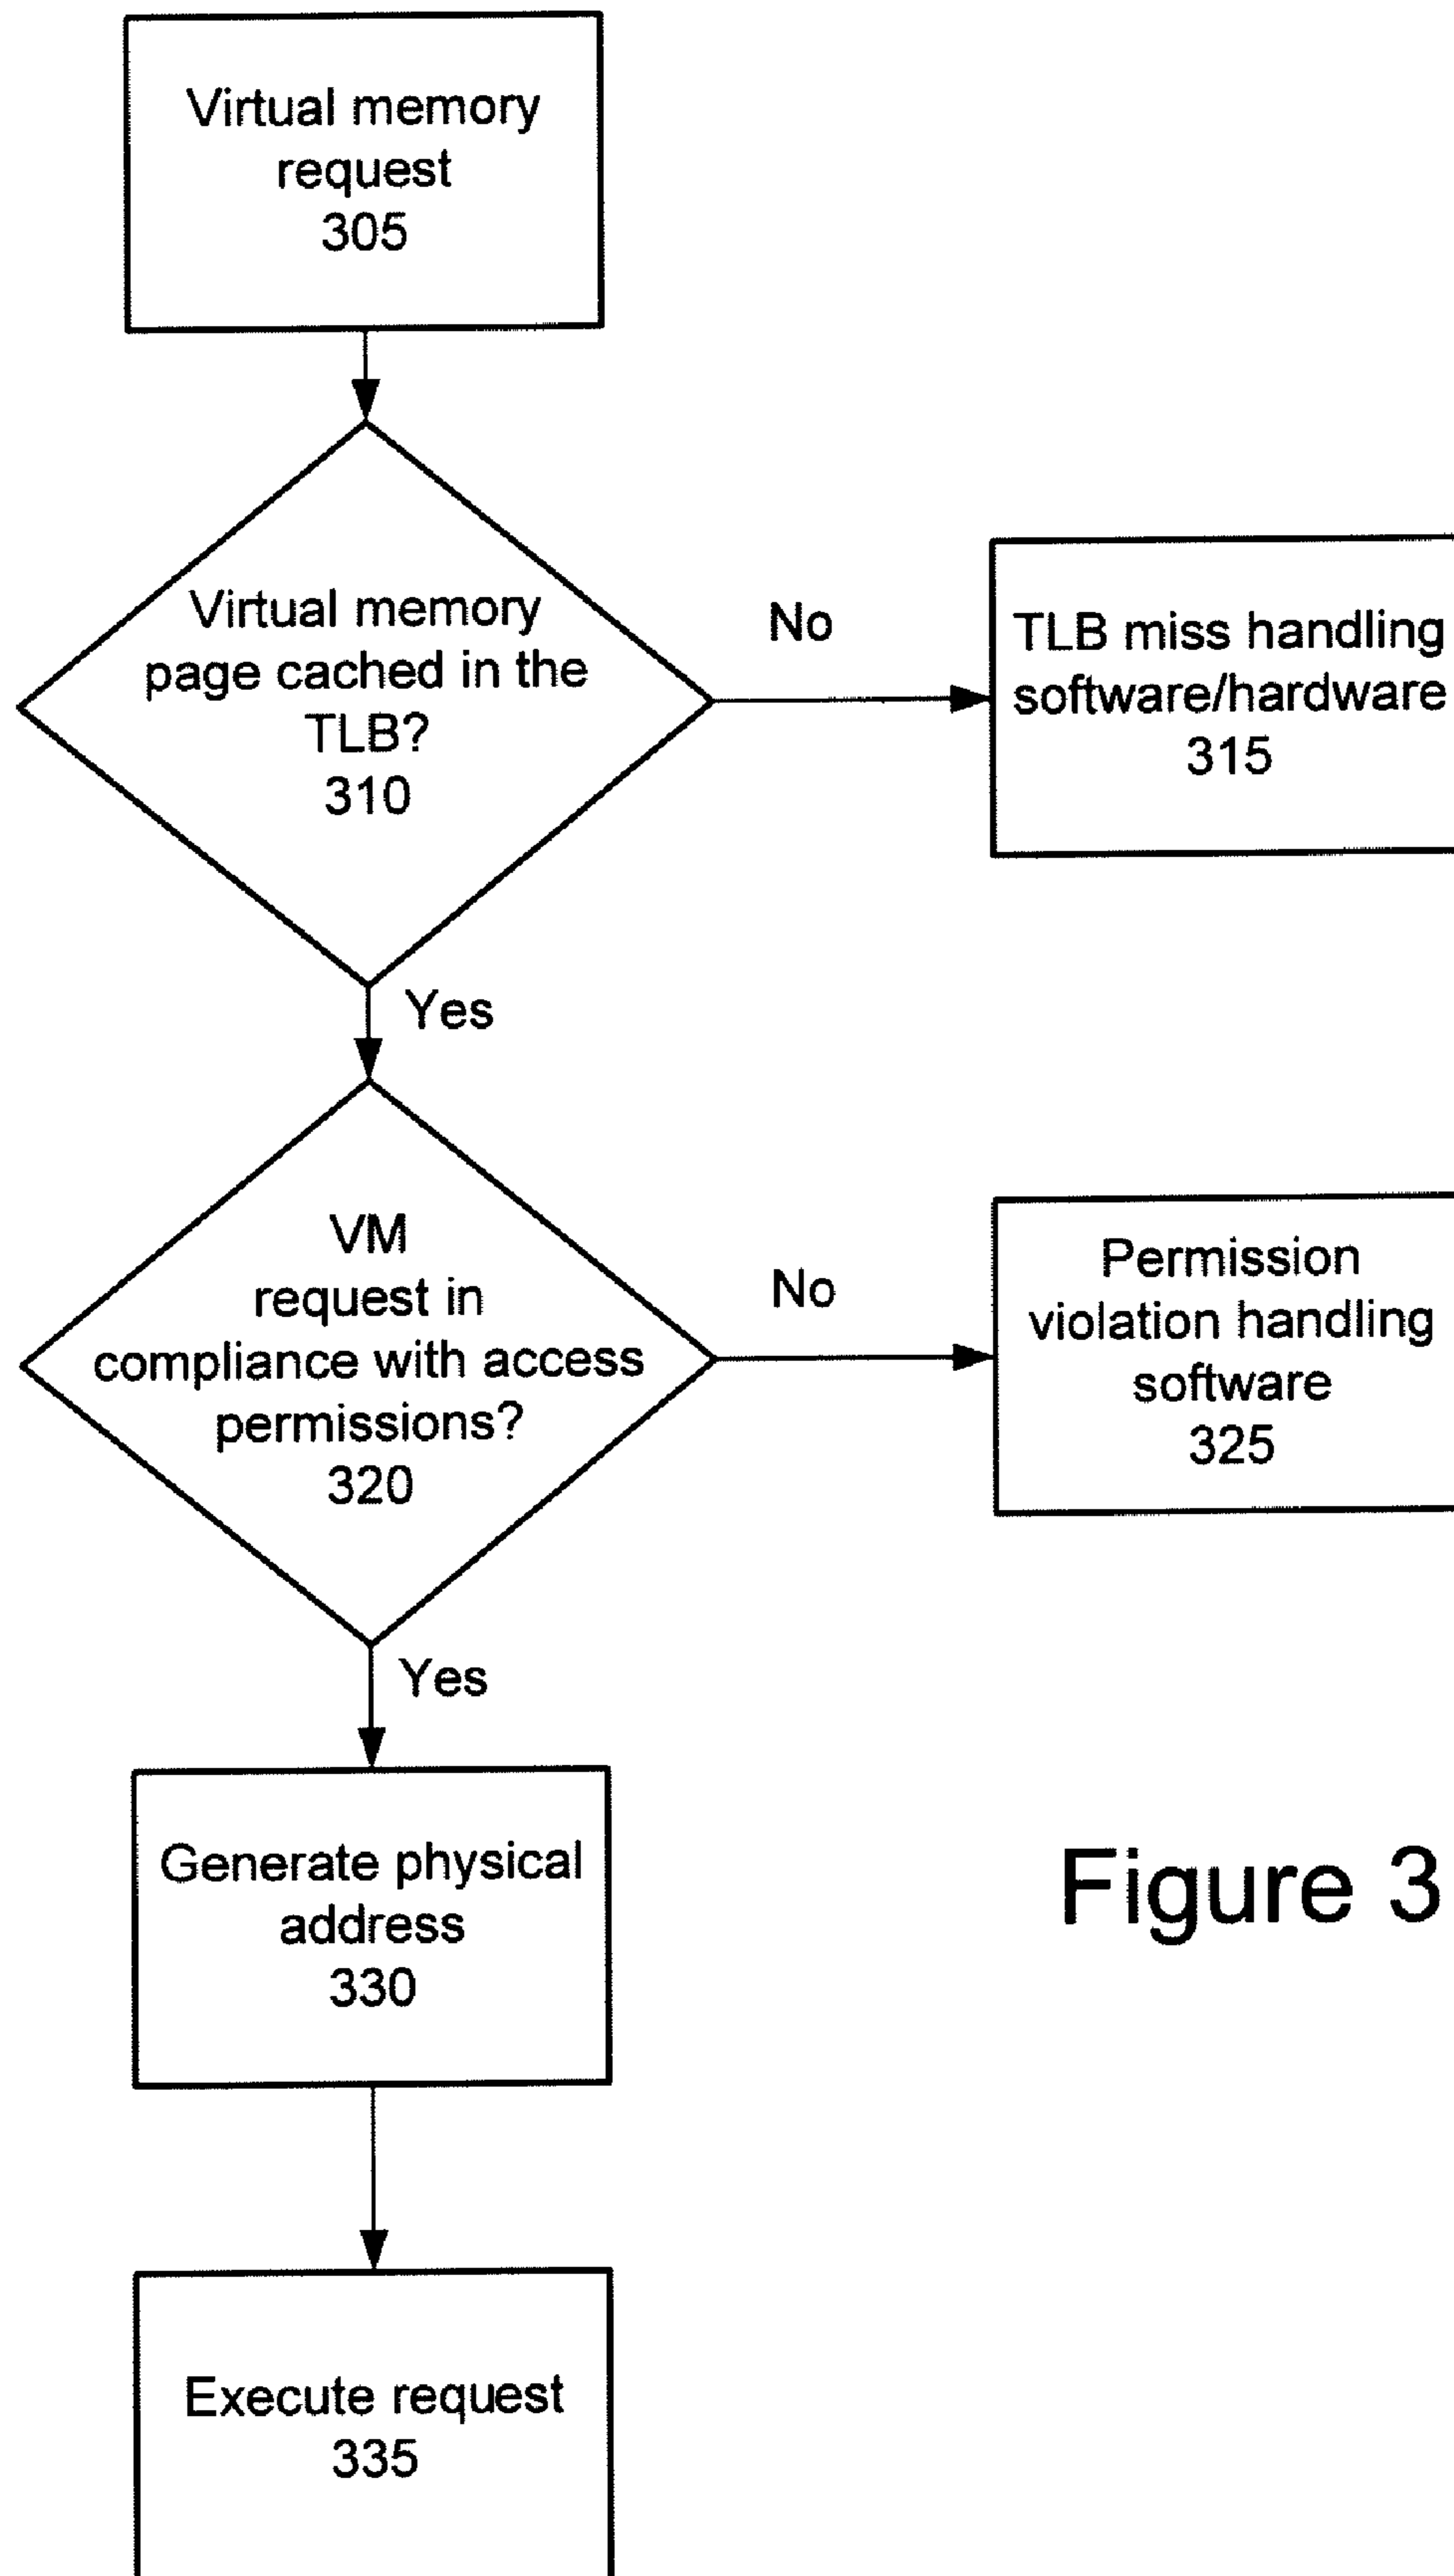 Virtual memory
request
305
Virtual memory
page cached in the
TLB?
310
No
TLB miss handling
software/hardware
315
Yes
VM
request in
compliance with access
permissions?
320
No
Permission
violation handling
software
325
Yes
Generate physical
address
330
Figure 3
Execute request
335